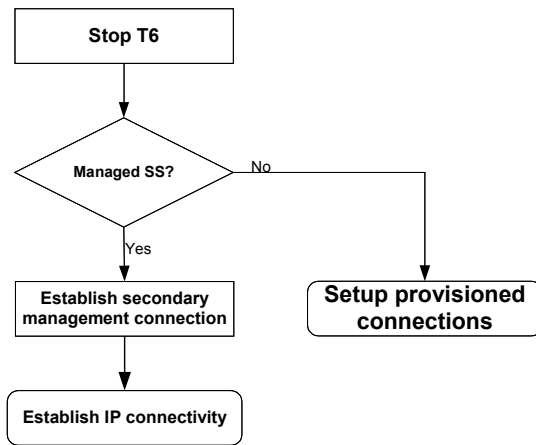 Stop T6
Managed SS?
No
Yes
Establish secondary
management connection
Setup provisioned
connections
Establish IP connectivity